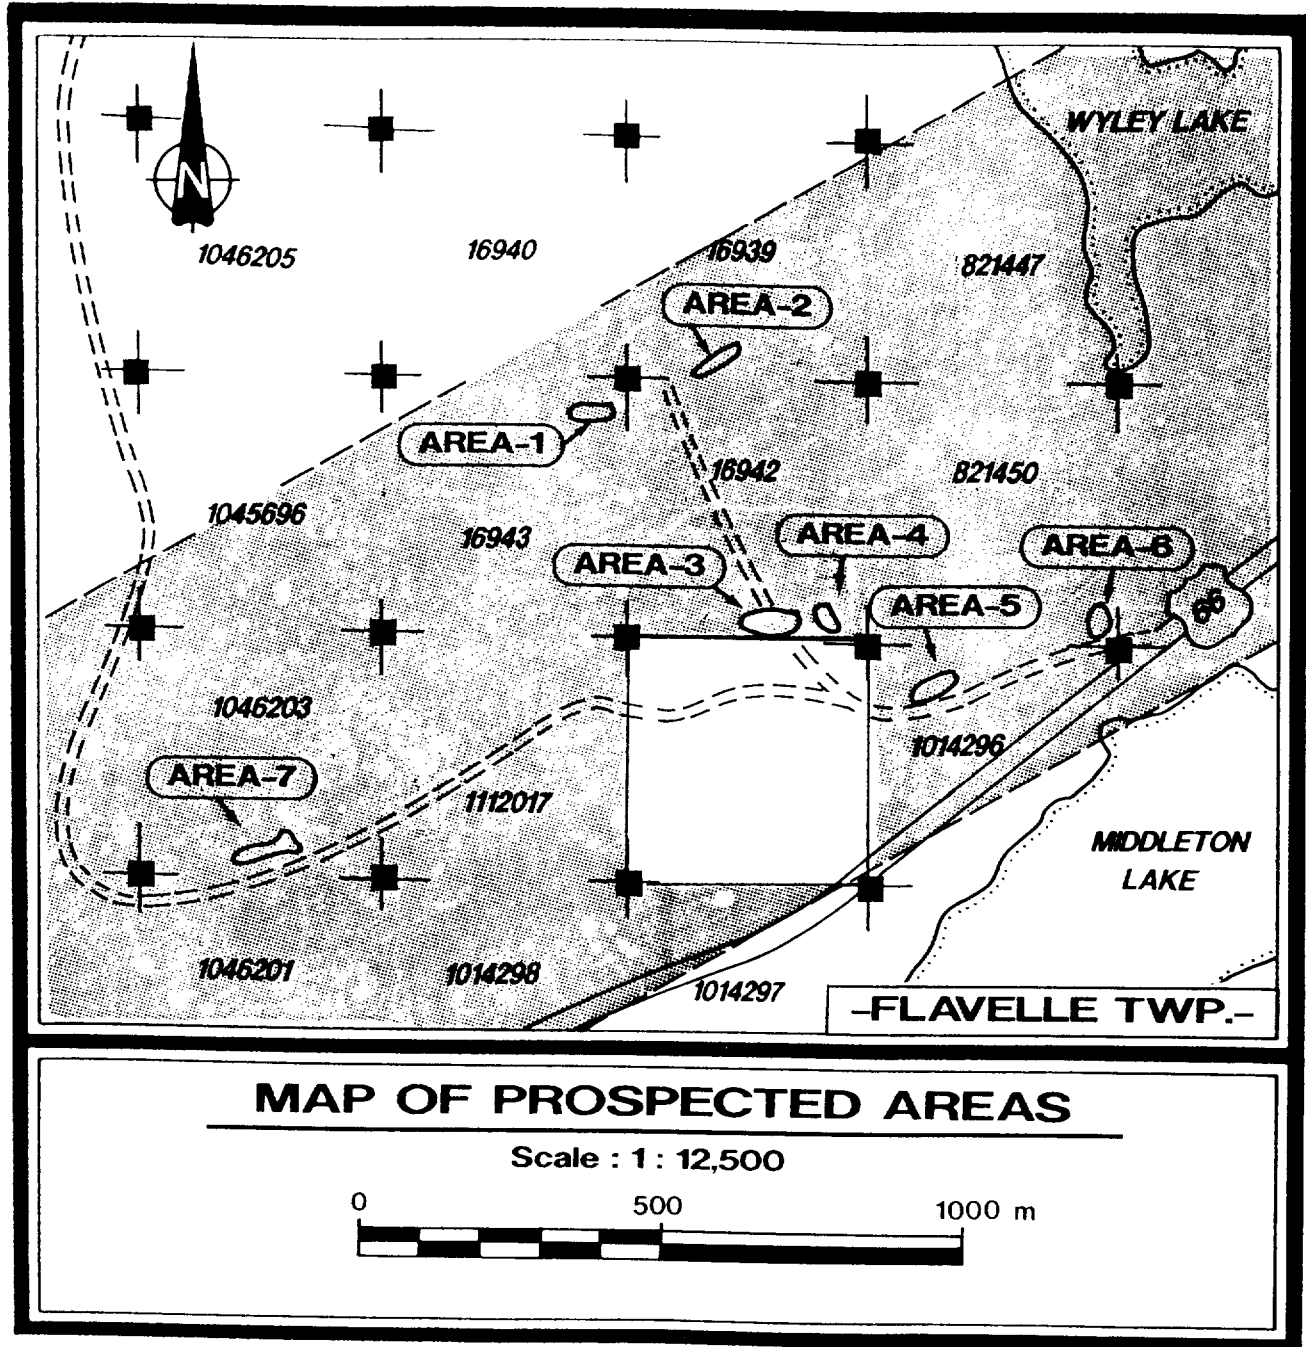 WYLEY LAKE
N
1046205
16940
16939
821447
AREA-2
AREA-1
16942
821450
1045696
16943
AREA-4
AREA-3
AREA-6
AREA-5
66
1046203
1014296
AREA-7
1112017
MIDDLETON
LAKE
1046201
1014298
1014297
-FLAVELLE TWP.-
MAP OF PROSPECTED AREAS
Scale : 1 : 12,500
0 500 1000 m